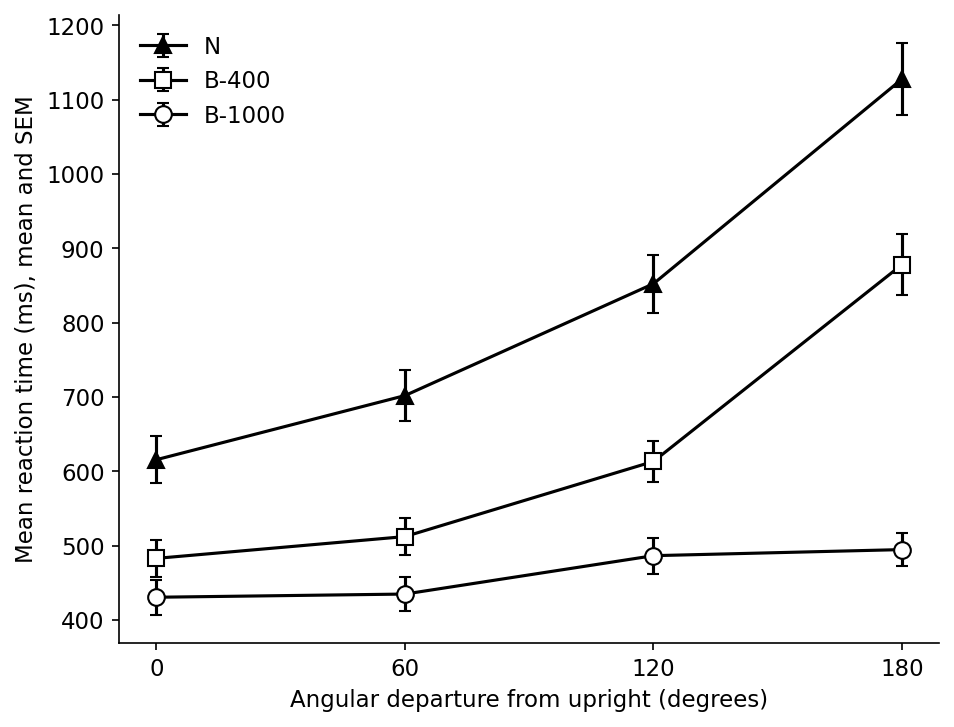 Mean reaction time (ms), mean and SEM
1200
1100
1000
900
800
700
600
500
400
N
B-400
B-1000
0 60 120 180
Angular departure from upright (degrees)